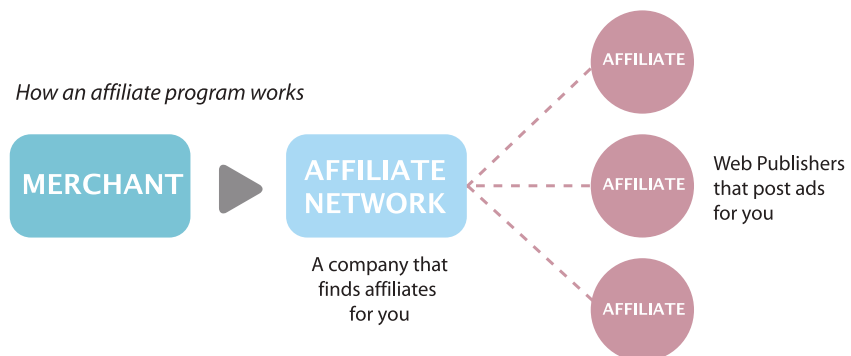 How an affiliate program works
MERCHANT
AFFILIATE
NETWORK
A company that
finds affiliates
for you
AFFILIATE
AFFILIATE
AFFILIATE
Web Publishers
that post ads
for you